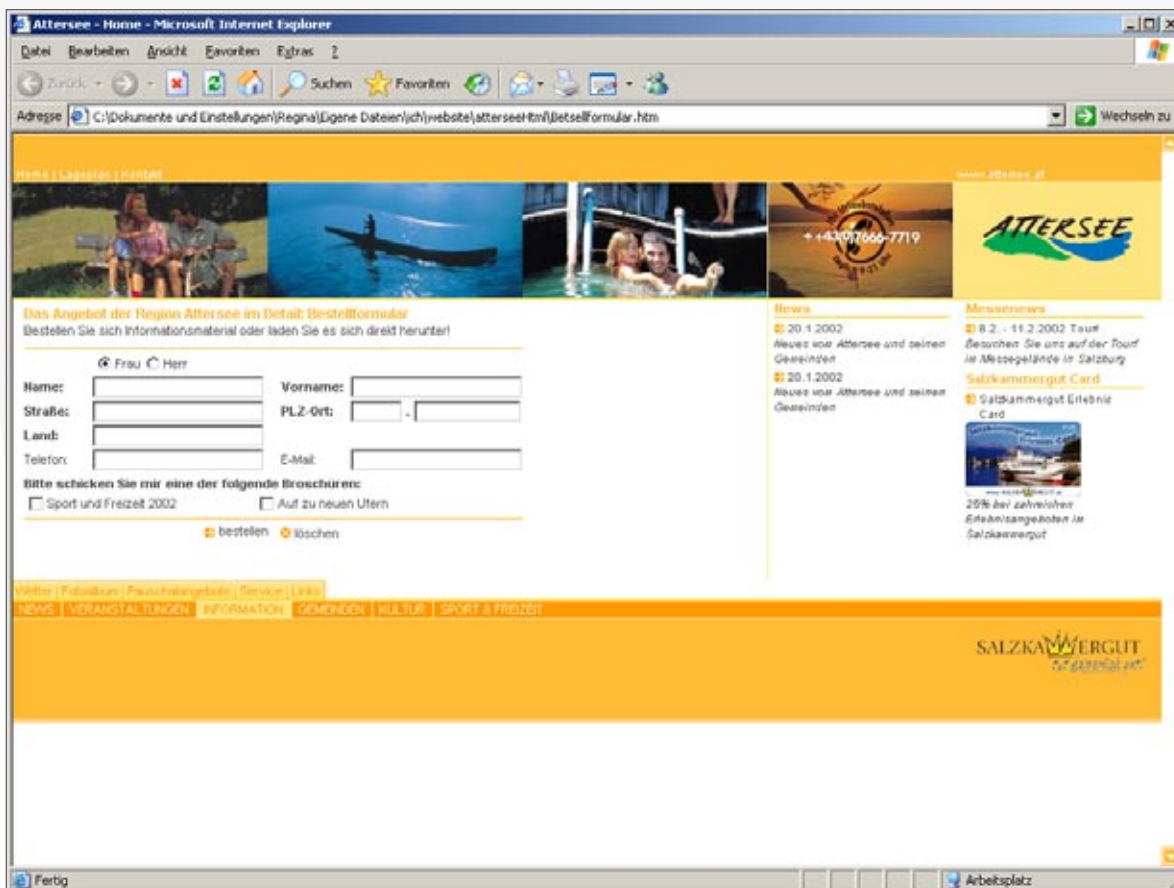 Attersee - Home - Microsoft Internet Explorer
Datei Bearbeiten Ansicht Favoriten Extras ?
Zurück Suchen Favoriten
Adresse C:\Dokumente und Einstellungen\Regina\Eigene Dateien\ich\website\atterseeHtml\Betsellformular.htm Wechseln zu
Home | Lageplan | Kontakt www.attersee.at
++43(0)7666-7719
ATTERSEE
Das Angebot der Region Attersee im Detail: Bestellformular
Bestellen Sie sich Informationsmaterial oder laden Sie es sich direkt herunter!
Frau Herr
Name: Vorname:
Straße: PLZ-Ort: -
Land:
Telefon: E-Mail:
Bitte schicken Sie mir eine der folgende Broschüren:
Sport und Freizeit 2002 Auf zu neuen Ufern
bestellen löschen
News
20.1.2002
Neues vom Attersee und seinen
Gemeinden
20.1.2002
Neues vom Attersee und seinen
Gemeinden
Messenews
8.2. - 11.2.2002 Tourf
Besuchen Sie uns auf der Tourf
im Messegelände in Salzburg
Salzkammergut Card
Salzkammergut Erlebnis
Card
Salzkammergut
Erlebnis Card
25% bei zahreichen
Erlebnisangeboten im
Salzkammergut
Wetter | Fotoalbum | Pauschalangebote | Service | Links
NEWS | VERANSTALTUNGEN INFORMATION GEMEINDEN | KULTUR | SPORT & FREIZEIT
SALZKAMMERGUT
Fertig Arbeitsplatz